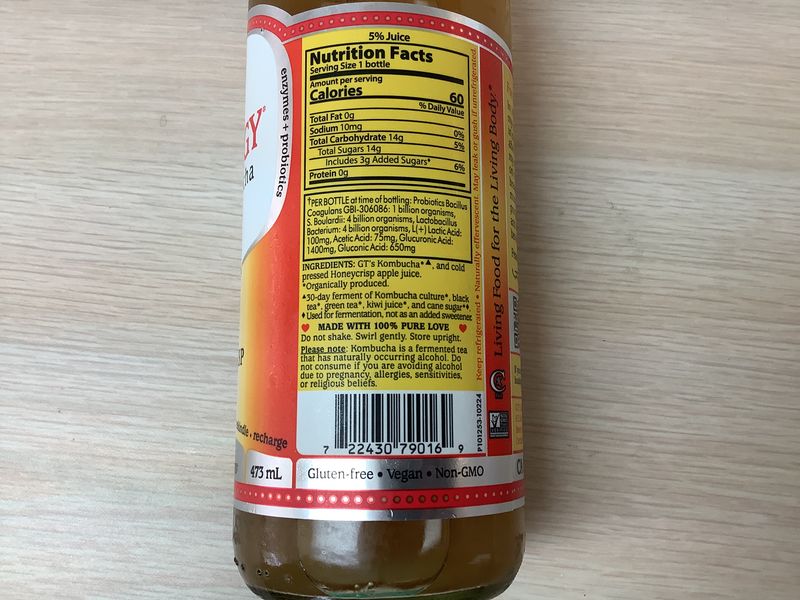 5% Juice
Nutrition Facts
Serving Size 1 bottle
Amount per serving
Calories 60
% Daily Value
Total Fat 0g 0%
Sodium 10mg
Total Carbohydrate 14g 5%
Total Sugars 14g
Includes 3g Added Sugars* 6%
Protein 0g
†PER BOTTLE at time of bottling: Probiotics Bacillus
Coagulans GBI-306086: 1 billion organisms,
S. Boulardii: 4 billion organisms, Lactobacillus
Bacterium: 4 billion organisms, L(+) Lactic Acid:
100mg, Acetic Acid: 75mg, Glucuronic Acid:
1400mg, Gluconic Acid: 650mg
INGREDIENTS: GT's Kombucha*▲, and cold
pressed Honeycrisp apple juice.
*Organically produced.
▲30-day ferment of Kombucha culture*, black
tea*, green tea*, kiwi juice*, and cane sugar*♦.
♦ Used for fermentation, not as an added sweetener.
♥ MADE WITH 100% PURE LOVE ♥
Do not shake. Swirl gently. Store upright.
Please note: Kombucha is a fermented tea
that has naturally occurring alcohol. Do
not consume if you are avoiding alcohol
due to pregnancy, allergies, sensitivities,
or religious beliefs.
7 22430 79016 9
P101253-10224
Gluten-free • Vegan • Non-GMO
473 mL
enzymes + probiotics
GY®
recharge
Keep refrigerated • Naturally effervescent. May leak or gush if unrefrigerated.
Living Food for the Living Body.*